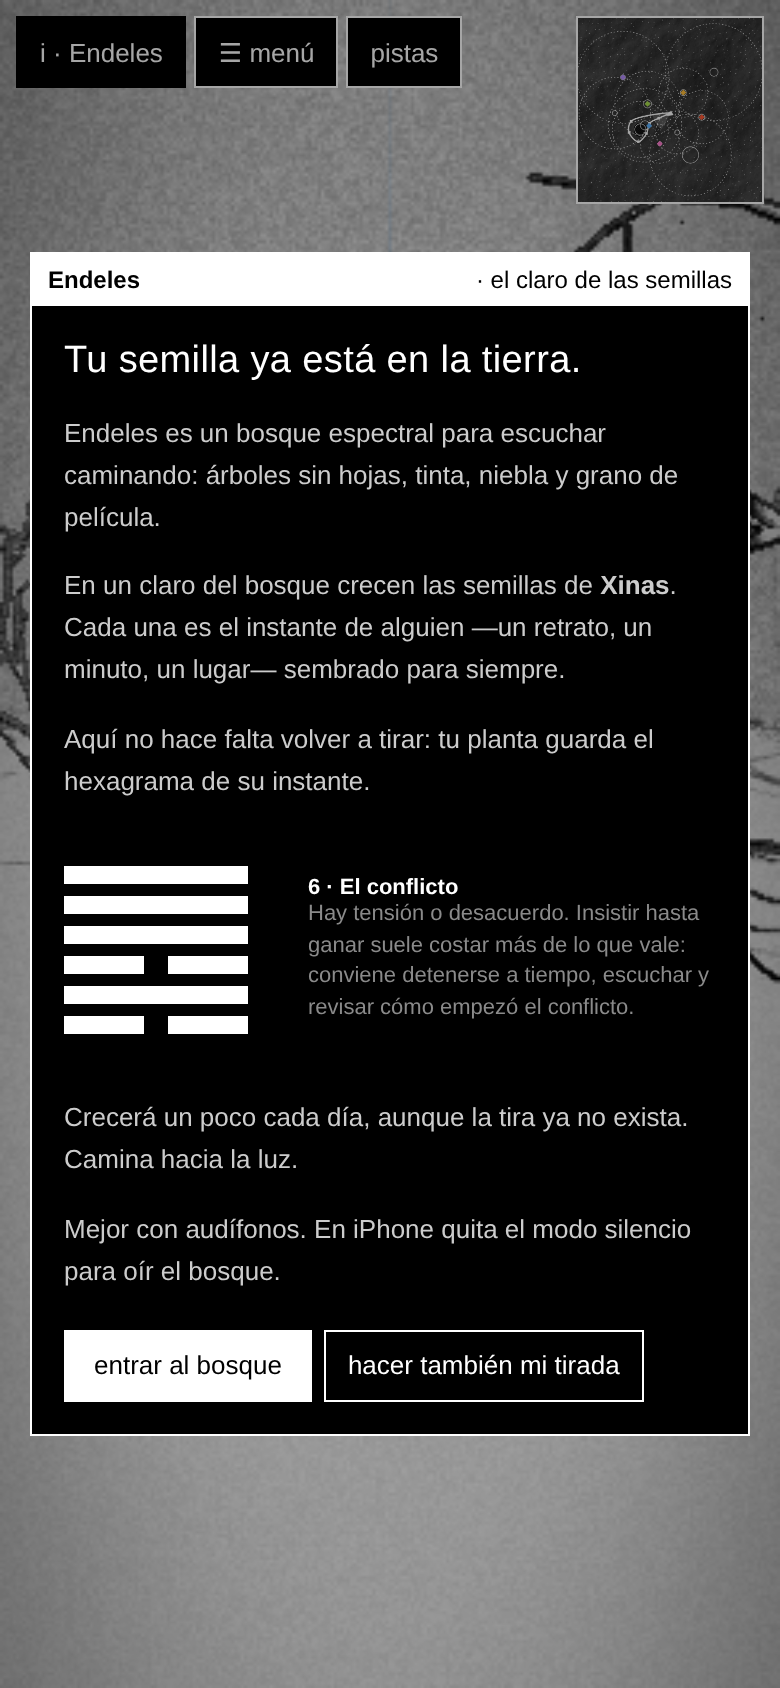 i · Endeles
☰ menú
pistas
Endeles
· el claro de las semillas
Tu semilla ya está en la tierra.
Endeles es un bosque espectral para escuchar
caminando: árboles sin hojas, tinta, niebla y grano de
película.
En un claro del bosque crecen las semillas de Xinas.
Cada una es el instante de alguien —un retrato, un
minuto, un lugar— sembrado para siempre.
Aquí no hace falta volver a tirar: tu planta guarda el
hexagrama de su instante.
6 · El conflicto
Hay tensión o desacuerdo. Insistir hasta
ganar suele costar más de lo que vale:
conviene detenerse a tiempo, escuchar y
revisar cómo empezó el conflicto.
Crecerá un poco cada día, aunque la tira ya no exista.
Camina hacia la luz.
Mejor con audífonos. En iPhone quita el modo silencio
para oír el bosque.
entrar al bosque
hacer también mi tirada